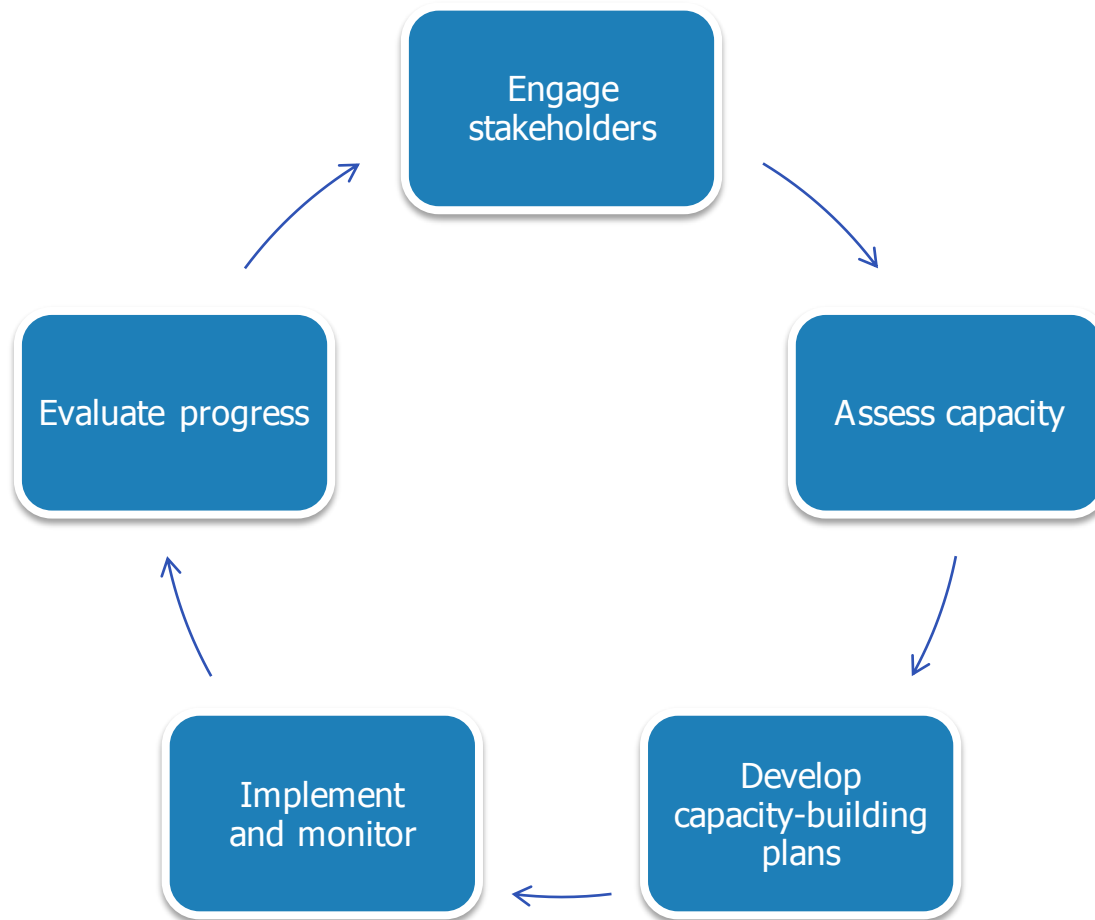 Engage
stakeholders
Evaluate progress
Assess capacity
Implement
and monitor
Develop
capacity-building
plans